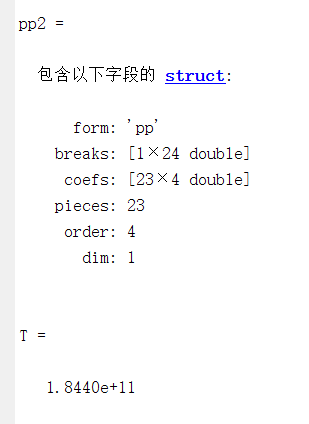 pp2 =
包含以下字段的 struct:
form: 'pp'
breaks: [1×24 double]
coefs: [23×4 double]
pieces: 23
order: 4
dim: 1
T =
1.8440e+11